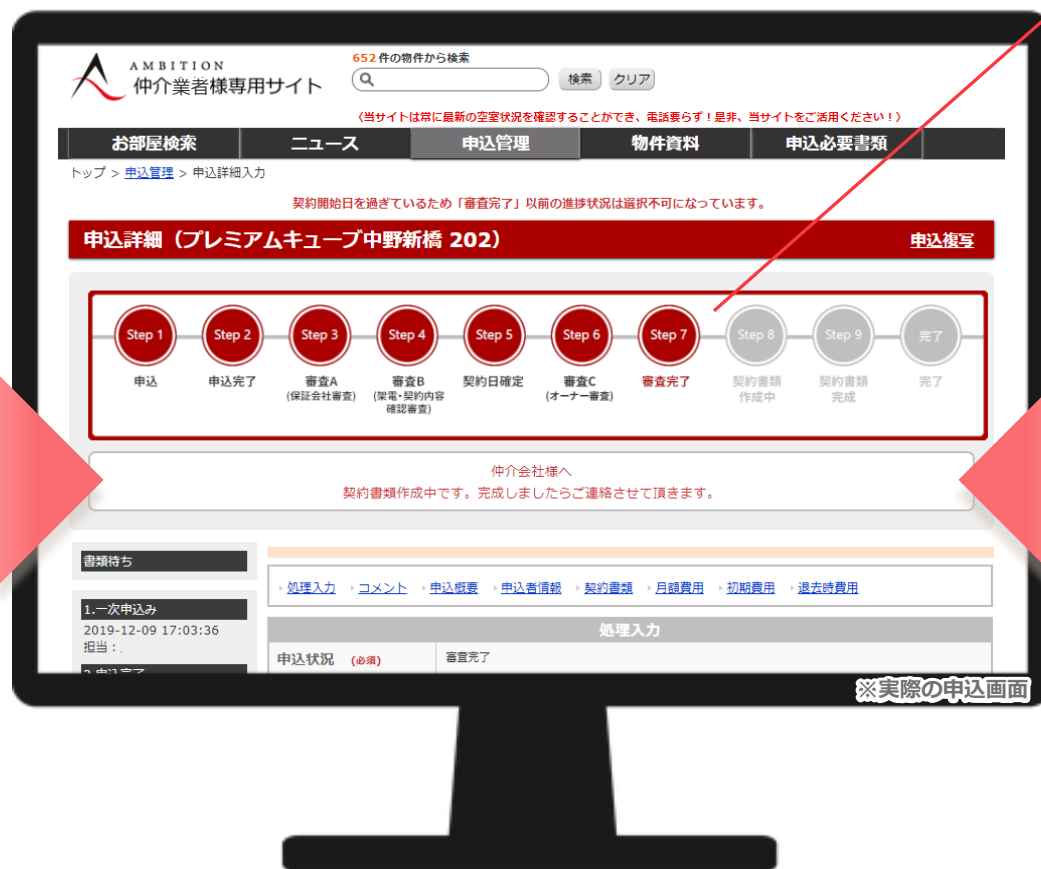 AMBITION
仲介業者様専用サイト
652件の物件から検索
検索 クリア
〈当サイトは常に最新の空室状況を確認することができ、電話要らず！是非、当サイトをご活用ください！〉
お部屋検索 ニュース 申込管理 物件資料 申込必要書類
トップ > 申込管理 > 申込詳細入力
契約開始日を過ぎているため「審査完了」以前の進捗状況は選択不可になっています。
申込詳細（プレミアムキューブ中野新橋 202） 申込複写
Step 1 Step 2 Step 3 Step 4 Step 5 Step 6 Step 7 Step 8 Step 9 完了
申込 申込完了 審査A 審査B 契約日確定 審査C 審査完了 契約書類 契約書類 完了
(保証会社審査) (架電・契約内容 (オーナー審査) 作成中 完成
確認審査)
仲介会社様へ
契約書類作成中です。完成しましたらご連絡させて頂きます。
書類待ち
処理入力 コメント 申込概要 申込者情報 契約書類 月額費用 初期費用 退去時費用
1.一次申込み
2019-12-09 17:03:36
担当：.
処理入力
申込状況 (必須) 審査完了
2.申込完了
※実際の申込画面